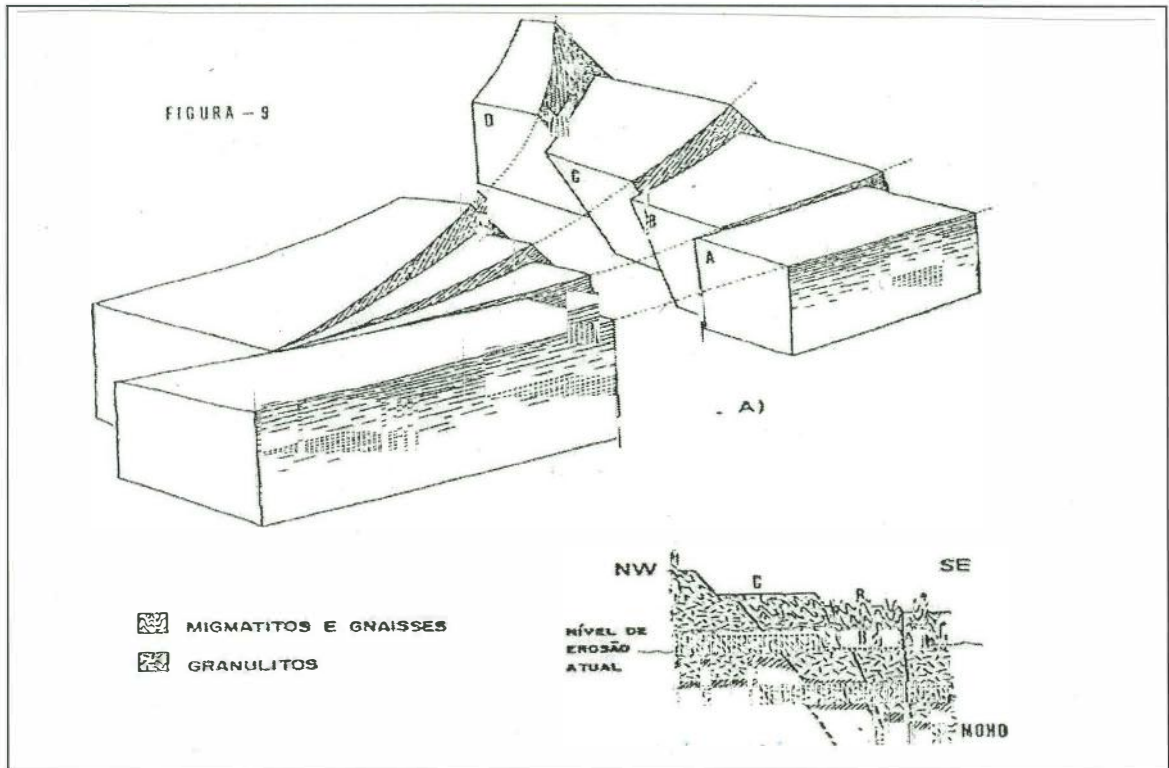 FIGURA - 9
D
C
B
A
A)
NW
SE
C
B
NÍVEL DE
EROSÃO
ATUAL
MOHO
MIGMATITOS E GNAISSES
GRANULITOS